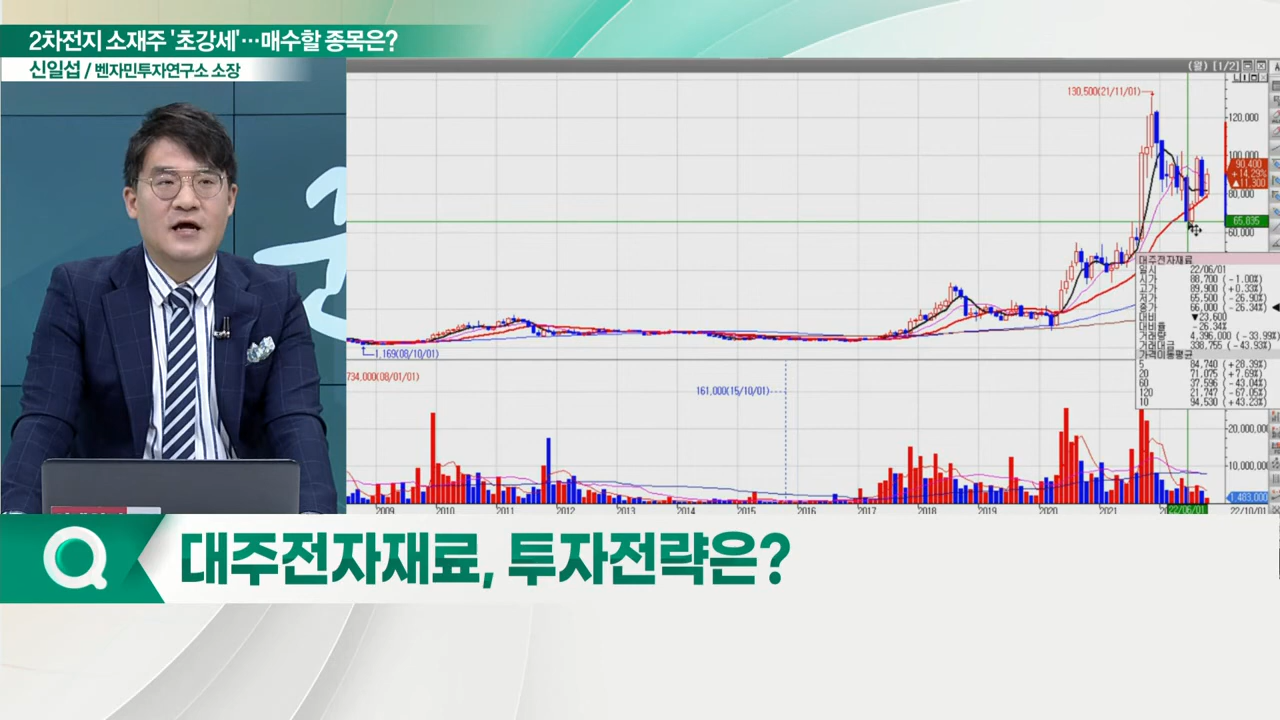 2차전지 소재주 '초강세'…매수할 종목은?
신일섭 / 벤자민투자연구소 소장
(월) [1/2]
130,500(21/11/01)
120,000
100,000
90,400
+14.29%
▲11,300
80,000
65,835
60,000
대주전자재료
일시 22/06/01
시가 88,700 ( -1.00%)
고가 89,900 ( +0.33%)
저가 65,500 ( -26.90%)
종가 66,000 ( -26.34%)
대비 ▼23,600
대비율 -26.34%
거래량 4,396,000 ( -33.99%)
거래대금 338,755 ( -43.93%)
가격이동평균
5 84,740 (+28.39%)
20 71,075 (+7.69%)
60 37,596 (-43.04%)
120 21,747 (-67.05%)
10 94,530 (+43.23%)
1,169(08/10/01)
734,000(08/01/01)
161,000(15/10/01)
20,000,000
10,000,000
1,483,000
2009 2010 2011 2012 2013 2014 2015 2016 2017 2018 2019 2020 2021 22/06/01 22/10/01
대주전자재료, 투자전략은?